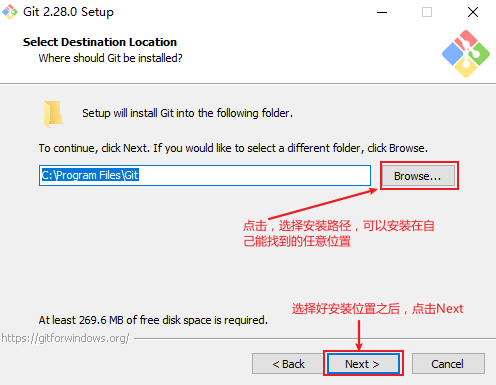 Git 2.28.0 Setup
Select Destination Location
Where should Git be installed?
Setup will install Git into the following folder.
To continue, click Next. If you would like to select a different folder, click Browse.
C:\Program Files\Git
Browse...
点击，选择安装路径，可以安装在自
己能找到的任意位置
选择好安装位置之后，点击Next
At least 269.6 MB of free disk space is required.
https://gitforwindows.org/
< Back
Next >
Cancel